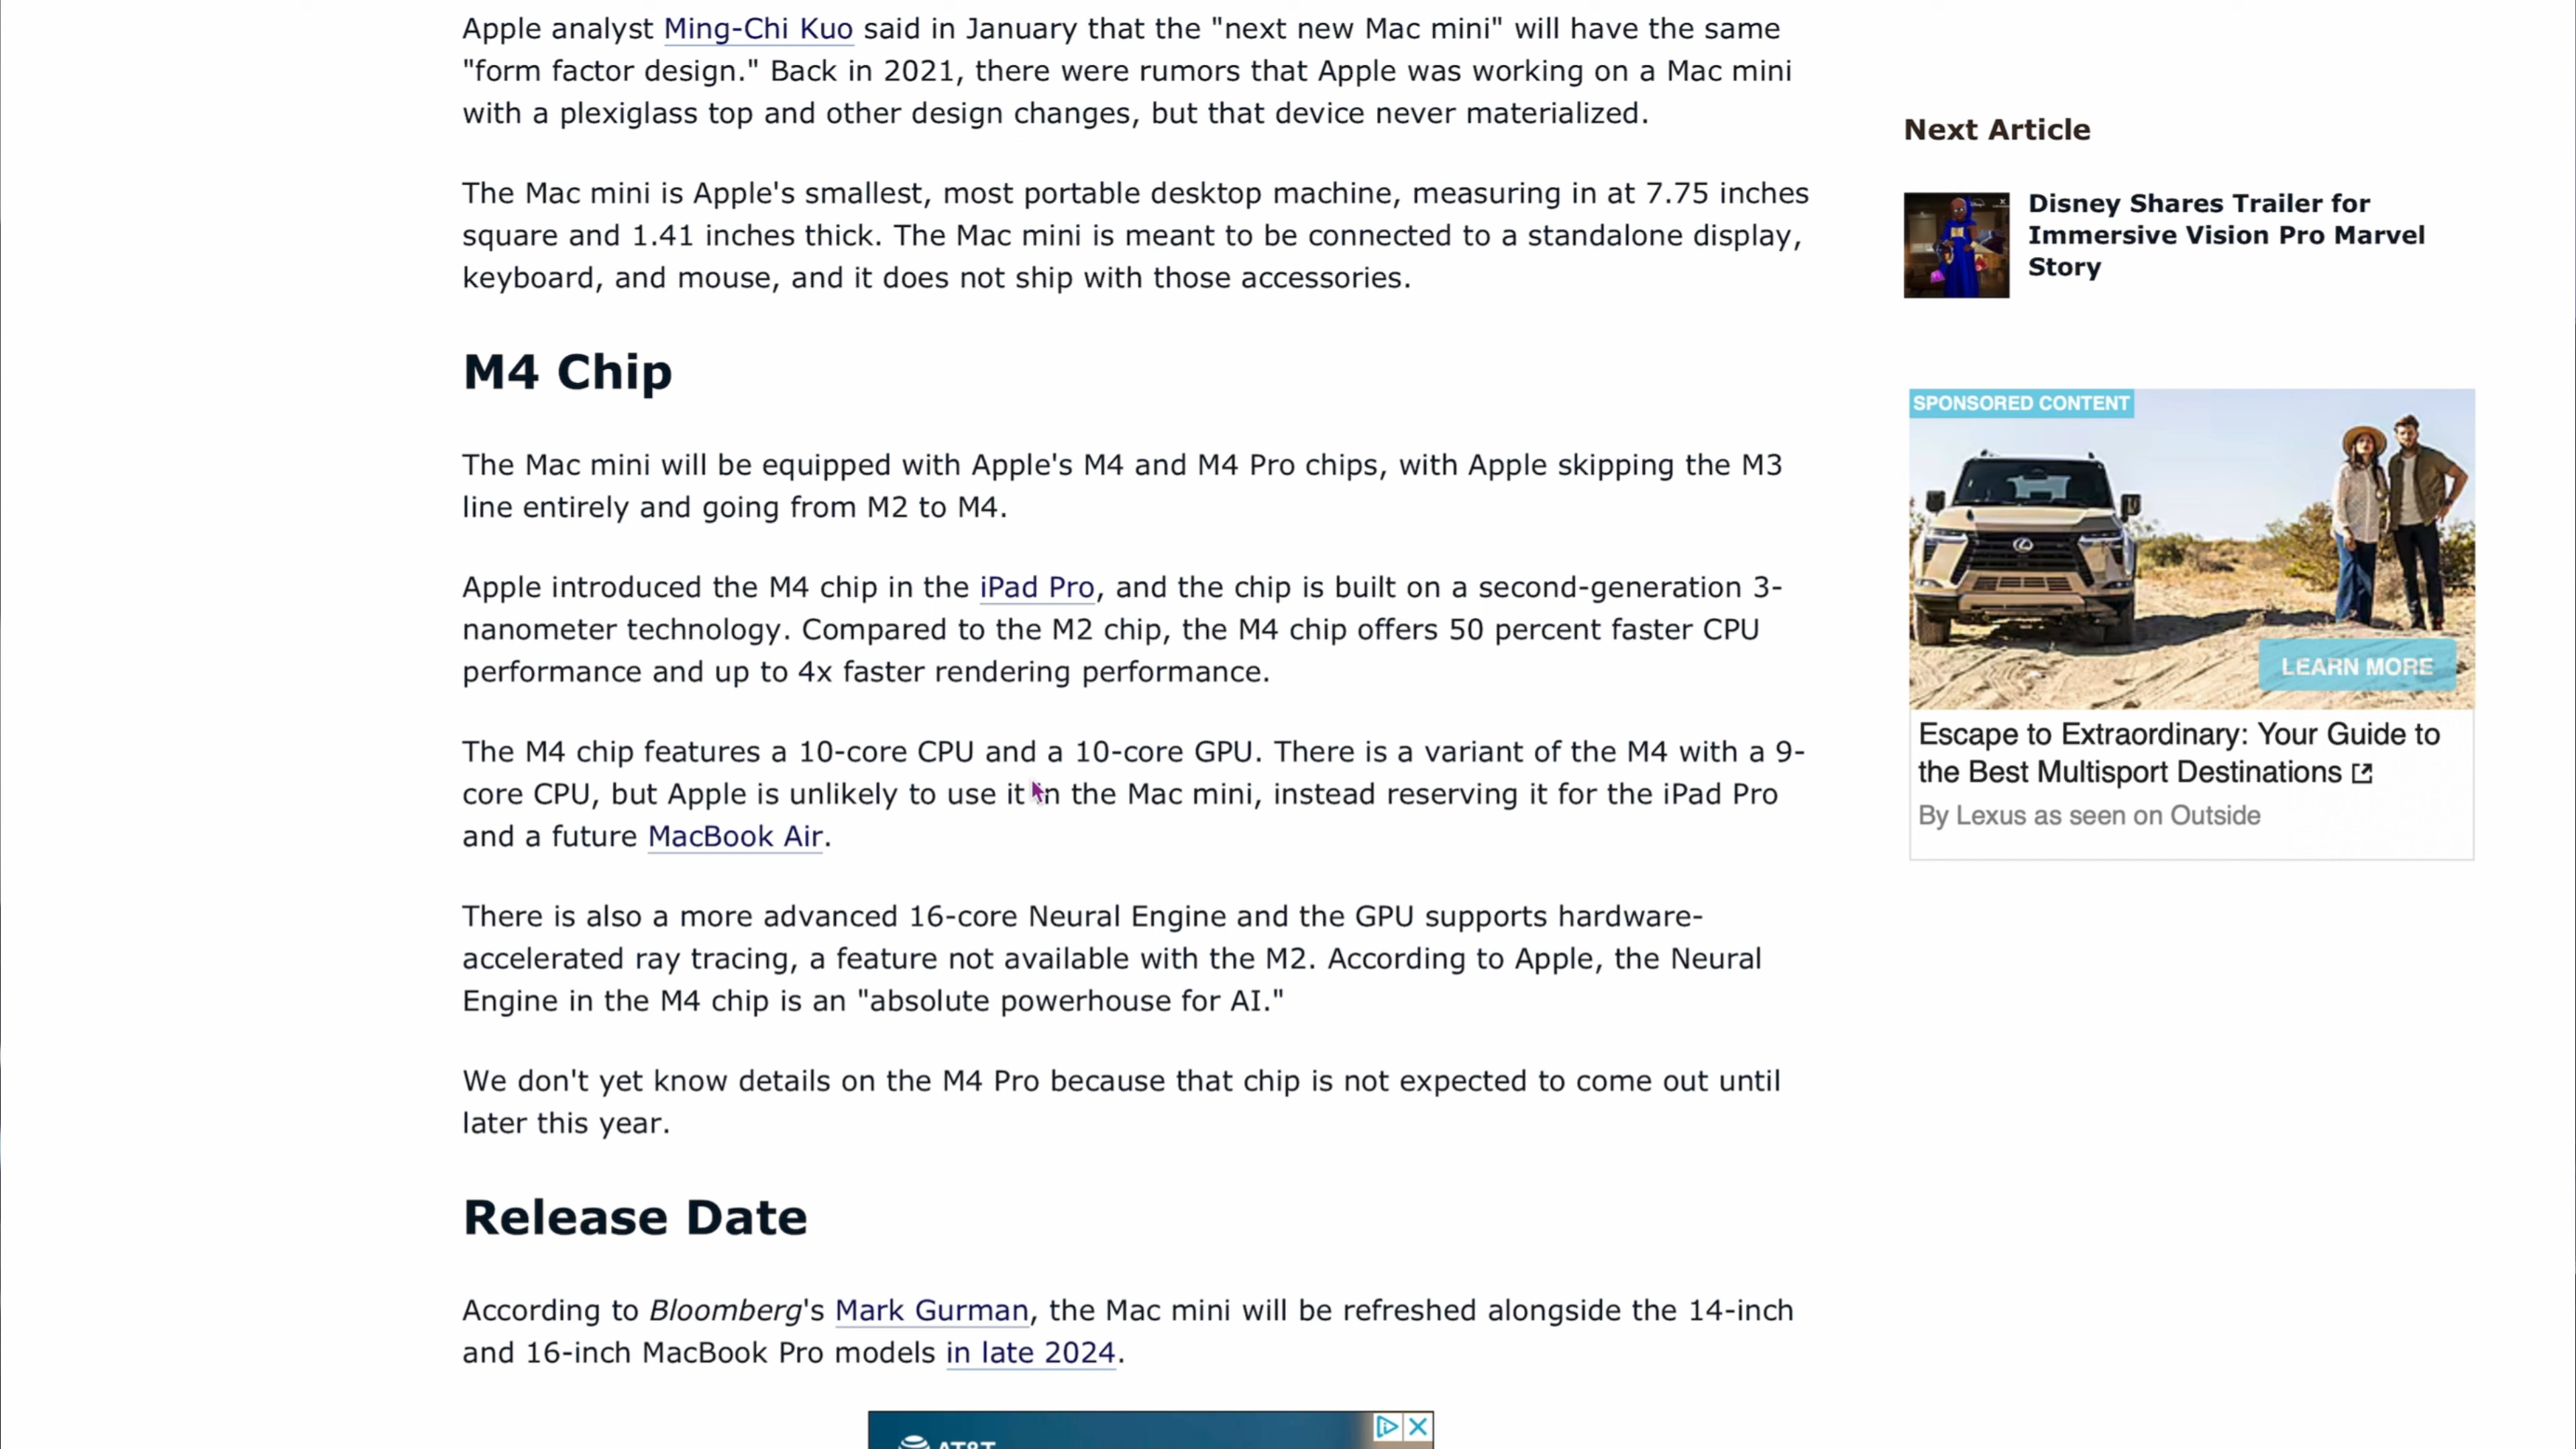 Apple analyst Ming-Chi Kuo said in January that the "next new Mac mini" will have the same
"form factor design." Back in 2021, there were rumors that Apple was working on a Mac mini
with a plexiglass top and other design changes, but that device never materialized.
The Mac mini is Apple's smallest, most portable desktop machine, measuring in at 7.75 inches
square and 1.41 inches thick. The Mac mini is meant to be connected to a standalone display,
keyboard, and mouse, and it does not ship with those accessories.
M4 Chip
The Mac mini will be equipped with Apple's M4 and M4 Pro chips, with Apple skipping the M3
line entirely and going from M2 to M4.
Apple introduced the M4 chip in the iPad Pro, and the chip is built on a second-generation 3-
nanometer technology. Compared to the M2 chip, the M4 chip offers 50 percent faster CPU
performance and up to 4x faster rendering performance.
The M4 chip features a 10-core CPU and a 10-core GPU. There is a variant of the M4 with a 9-
core CPU, but Apple is unlikely to use it in the Mac mini, instead reserving it for the iPad Pro
and a future MacBook Air.
There is also a more advanced 16-core Neural Engine and the GPU supports hardware-
accelerated ray tracing, a feature not available with the M2. According to Apple, the Neural
Engine in the M4 chip is an "absolute powerhouse for AI."
We don't yet know details on the M4 Pro because that chip is not expected to come out until
later this year.
Release Date
According to Bloomberg's Mark Gurman, the Mac mini will be refreshed alongside the 14-inch
and 16-inch MacBook Pro models in late 2024.
AT&T
Next Article
Disney Shares Trailer for
Immersive Vision Pro Marvel
Story
SPONSORED CONTENT
LEARN MORE
Escape to Extraordinary: Your Guide to
the Best Multisport Destinations
By Lexus as seen on Outside